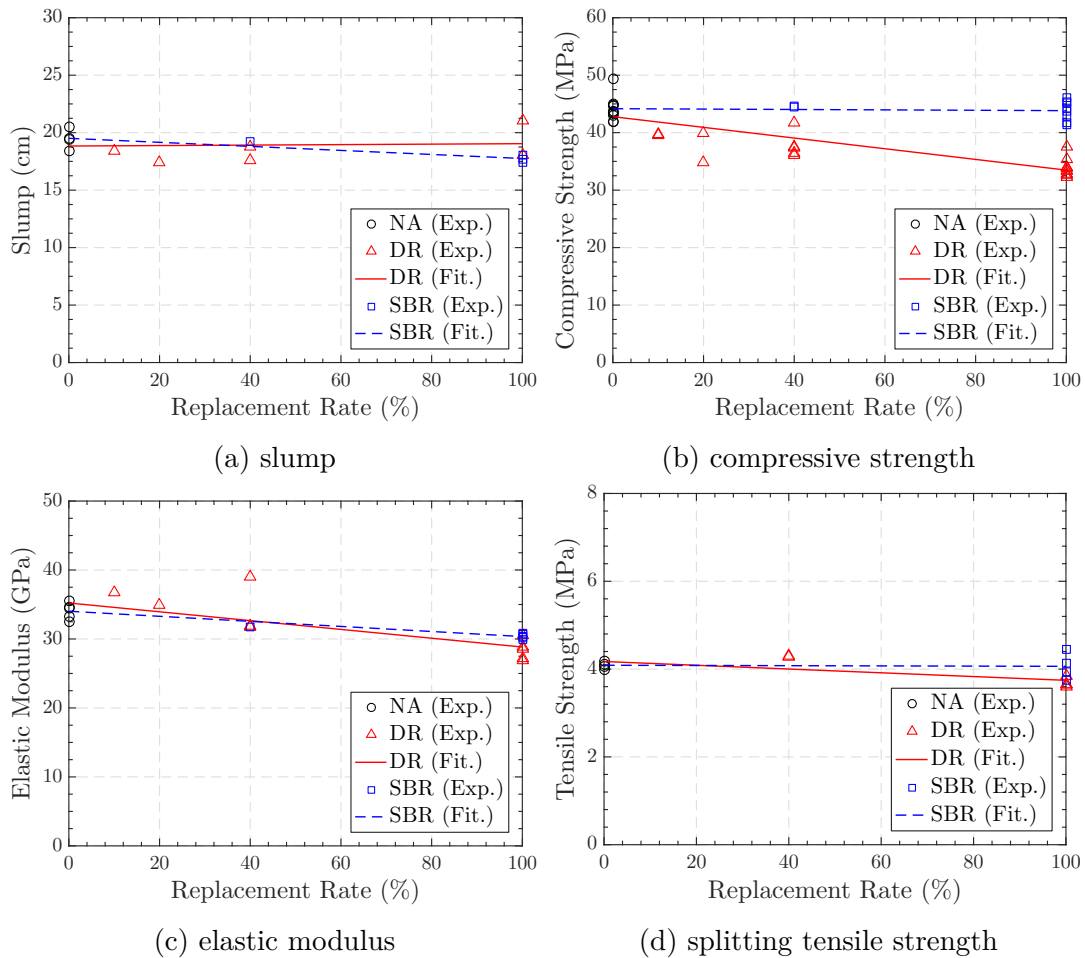 30
25
20
15
10
5
0
Slump (cm)
0 20 40 60 80 100
Replacement Rate (%)
NA (Exp.)
DR (Exp.)
DR (Fit.)
SBR (Exp.)
SBR (Fit.)
(a) slump
60
50
40
30
20
10
0
Compressive Strength (MPa)
0 20 40 60 80 100
Replacement Rate (%)
NA (Exp.)
DR (Exp.)
DR (Fit.)
SBR (Exp.)
SBR (Fit.)
(b) compressive strength
50
40
30
20
10
0
Elastic Modulus (GPa)
0 20 40 60 80 100
Replacement Rate (%)
NA (Exp.)
DR (Exp.)
DR (Fit.)
SBR (Exp.)
SBR (Fit.)
(c) elastic modulus
8
6
4
2
0
Tensile Strength (MPa)
0 20 40 60 80 100
Replacement Rate (%)
NA (Exp.)
DR (Exp.)
DR (Fit.)
SBR (Exp.)
SBR (Fit.)
(d) splitting tensile strength